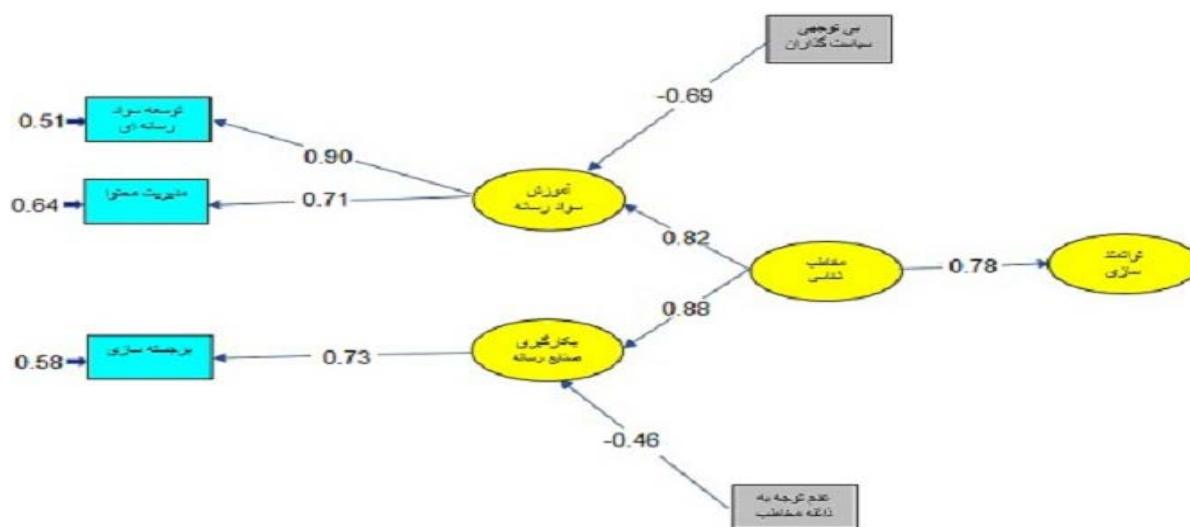 بی توجهی
سیاست گذاران
-0.69
توسعه سواد
رسانه ای
0.51
0.90
مدیریت محتوا
0.64
0.71
آموزش
سواد رسانه
0.82
مخاطب
شناسی
0.78
توانمند
سازی
0.88
بکارگیری
صنایع رسانه
برجسته سازی
0.58
0.73
-0.46
عدم توجه به
ذائقه مخاطب